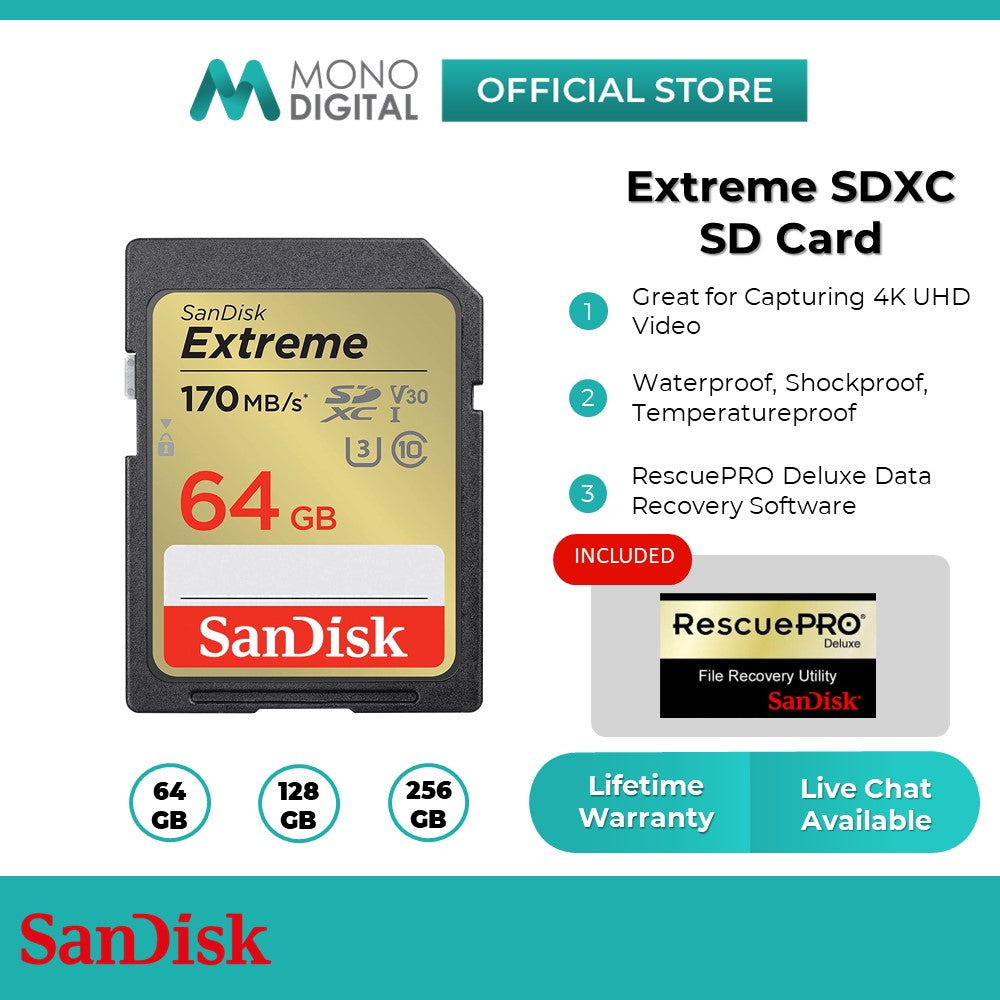 MONO
DIGITAL
OFFICIAL STORE
Extreme SDXC
SD Card
SanDisk
Extreme
170 MB/s*
SD
XC
V30
I
3
10
64 GB
SanDisk
1
Great for Capturing 4K UHD
Video
2
Waterproof, Shockproof,
Temperatureproof
3
RescuePRO Deluxe Data
Recovery Software
INCLUDED
RescuePRO®
Deluxe
File Recovery Utility
SanDisk®
64
GB
128
GB
256
GB
Lifetime
Warranty
Live Chat
Available
SanDisk